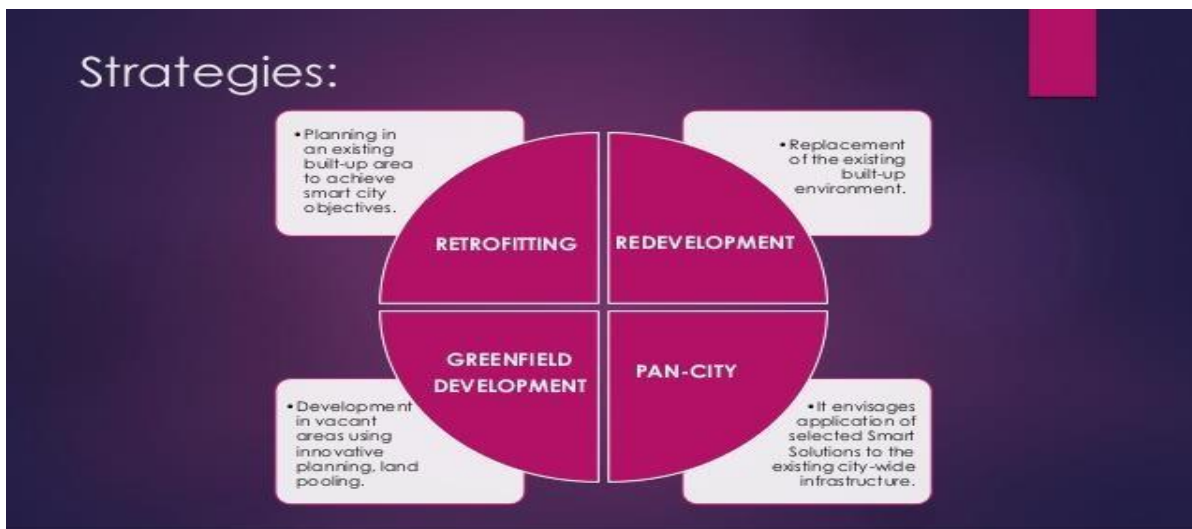 Strategies:
•Planning in
an existing
built-up area
to achieve
smart city
objectives.
•Replacement
of the existing
built-up
environment.
RETROFITTING
REDEVELOPMENT
GREENFIELD
DEVELOPMENT
PAN-CITY
•Development
in vacant
areas using
innovative
planning, land
pooling.
•It envisages
application of
selected Smart
Solutions to the
existing city-wide
infrastructure.